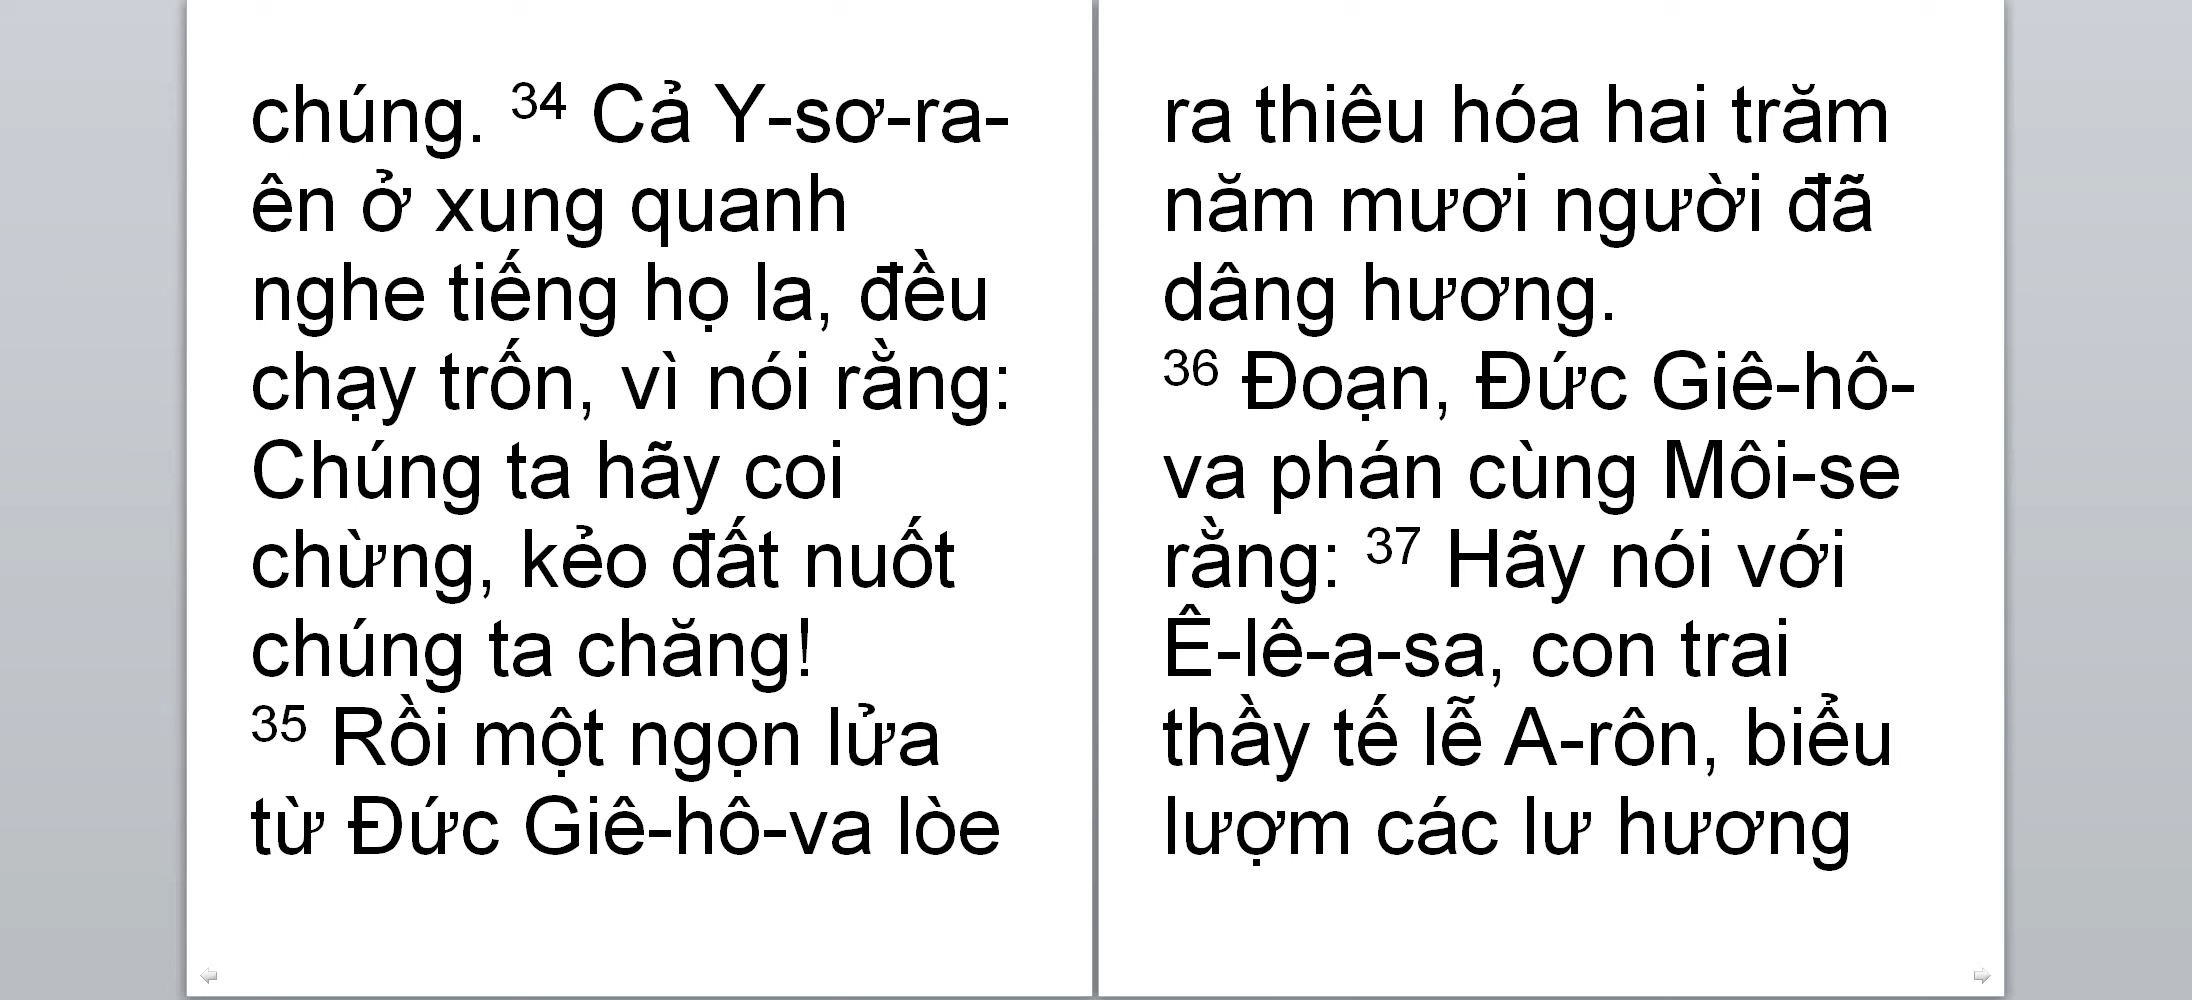 chúng. 34 Cả Y-sơ-ra-
ên ở xung quanh
nghe tiếng họ la, đều
chạy trốn, vì nói rằng:
Chúng ta hãy coi
chừng, kẻo đất nuốt
chúng ta chăng!
35 Rồi một ngọn lửa
từ Đức Giê-hô-va lòe
ra thiêu hóa hai trăm
năm mươi người đã
dâng hương.
36 Đoạn, Đức Giê-hô-
va phán cùng Môi-se
rằng: 37 Hãy nói với
Ê-lê-a-sa, con trai
thầy tế lễ A-rôn, biểu
lượm các lư hương